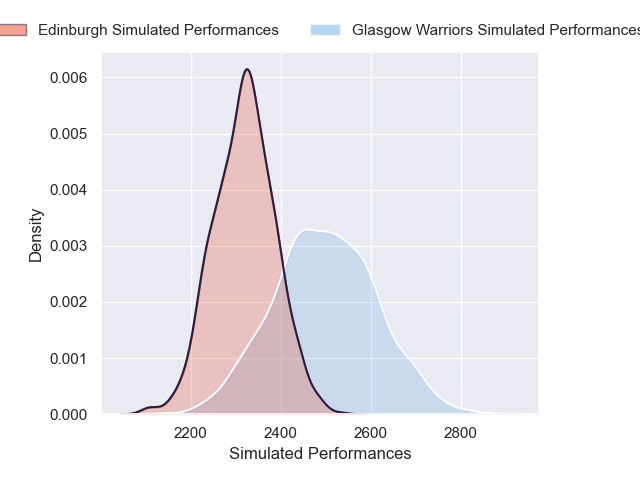 Edinburgh Simulated Performances Glasgow Warriors Simulated Performances
0.006
0.005
0.004
0.003
0.002
0.001
0.000
Density
2200 2400 2600 2800
Simulated Performances